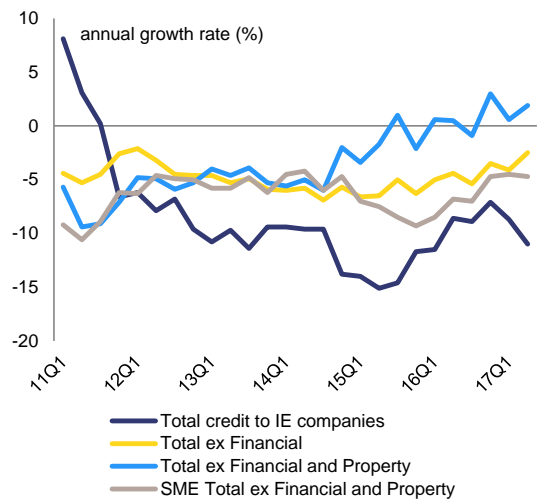 10
annual growth rate (%)
5
0
-5
-10
-15
-20
11Q1
12Q1
13Q1
14Q1
15Q1
16Q1
17Q1
Total credit to IE companies
Total ex Financial
Total ex Financial and Property
SME Total ex Financial and Property